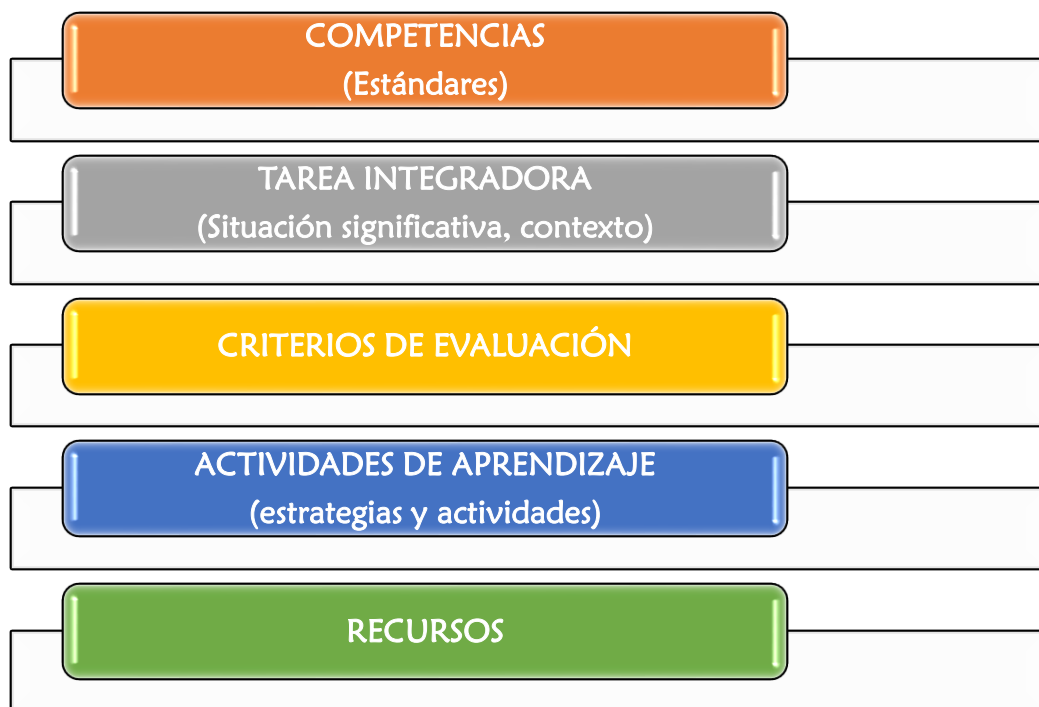 COMPETENCIAS
(Estándares)
TAREA INTEGRADORA
(Situación significativa, contexto)
CRITERIOS DE EVALUACIÓN
ACTIVIDADES DE APRENDIZAJE
(estrategias y actividades)
RECURSOS